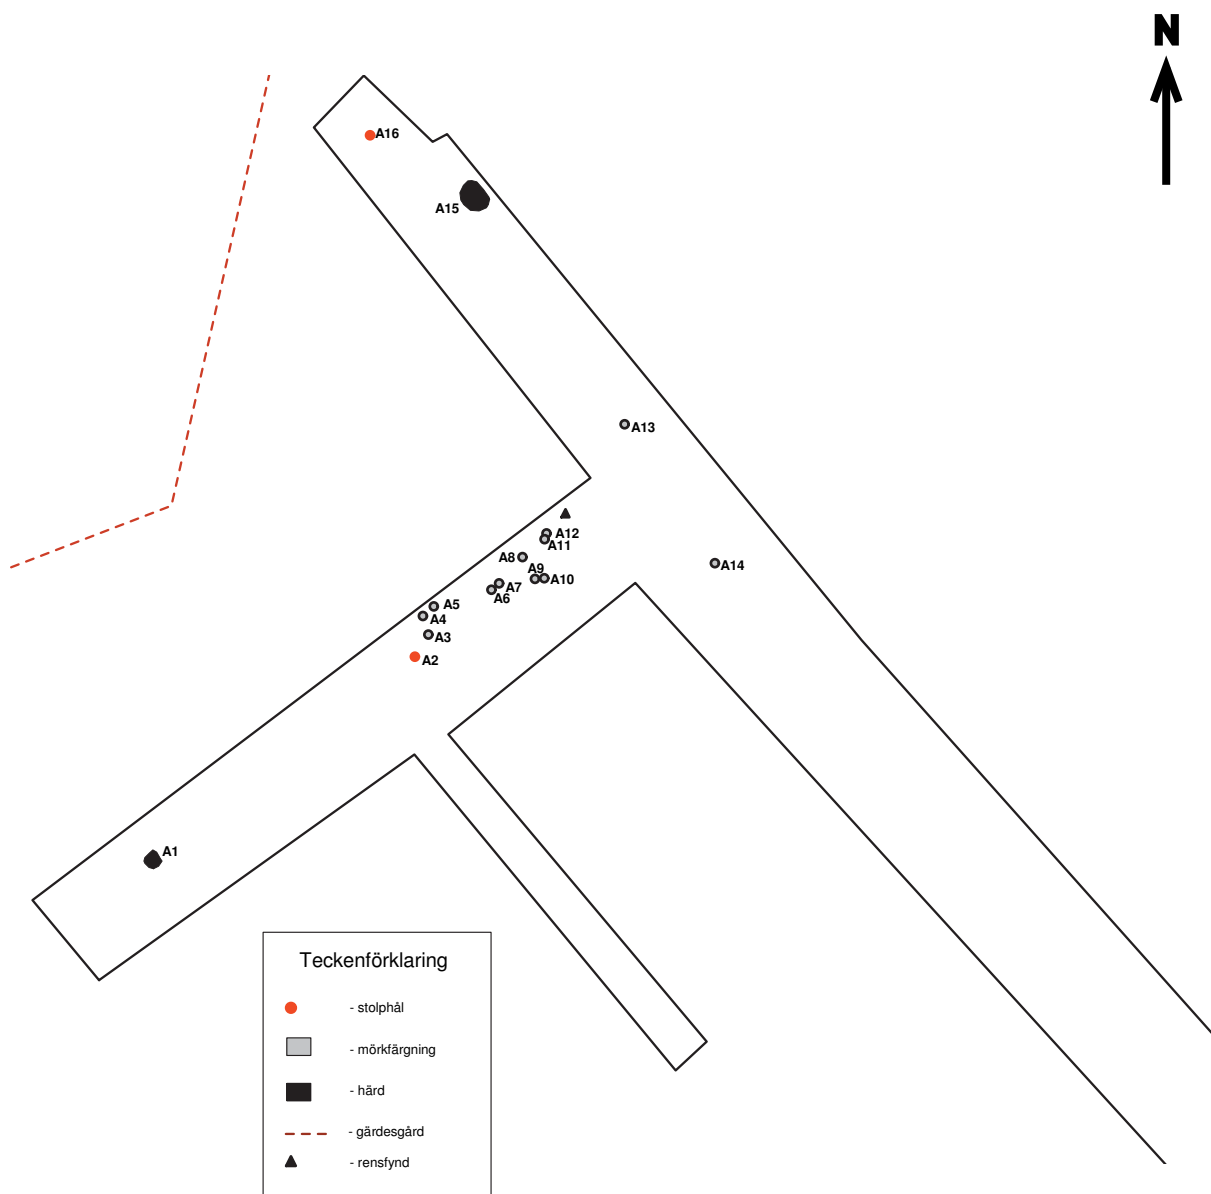 N
A16
A15
A13
A12
A11
A8
A9
A10
A14
A7
A6
A5
A4
A3
A2
A1
Teckenförklaring
- stolphål
- mörkfärgning
- härd
- gärdesgård
- rensfynd